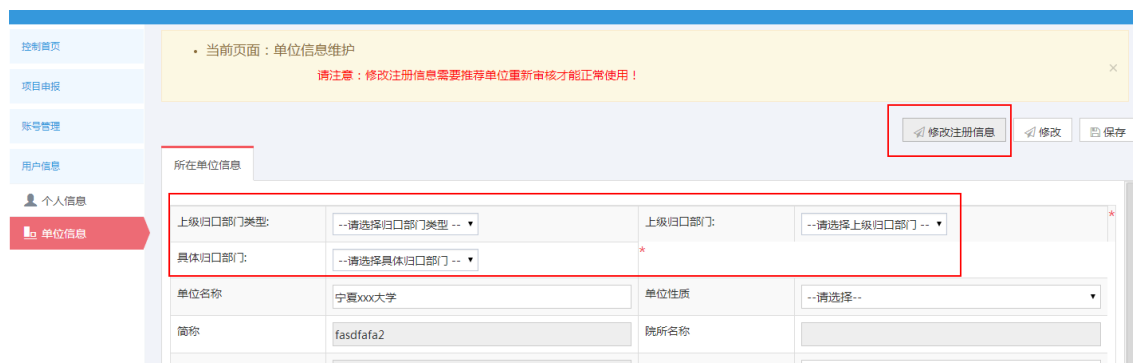 控制首页
项目申报
账号管理
用户信息
个人信息
单位信息
• 当前页面：单位信息维护
请注意：修改注册信息需要推荐单位重新审核才能正常使用！
×
修改注册信息 修改 保存
所在单位信息
上级归口部门类型: --请选择归口部门类型 -- 上级归口部门: --请选择上级归口部门 -- *
具体归口部门: --请选择具体归口部门 -- *
单位名称 宁夏xxx大学 单位性质 --请选择--
简称 fasdfafa2 院所名称